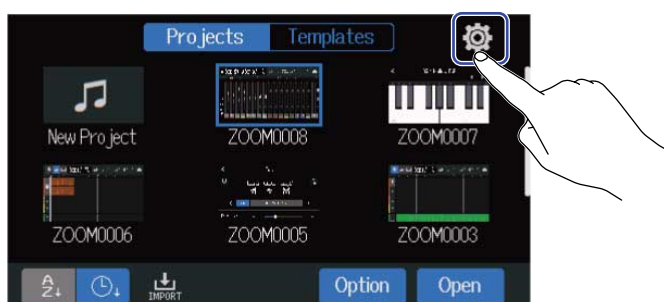 Projects Templates
New Project ZOOM0008 ZOOM0007
ZOOM0006 ZOOM0005 ZOOM0003
A
Z
IMPORT
Option Open